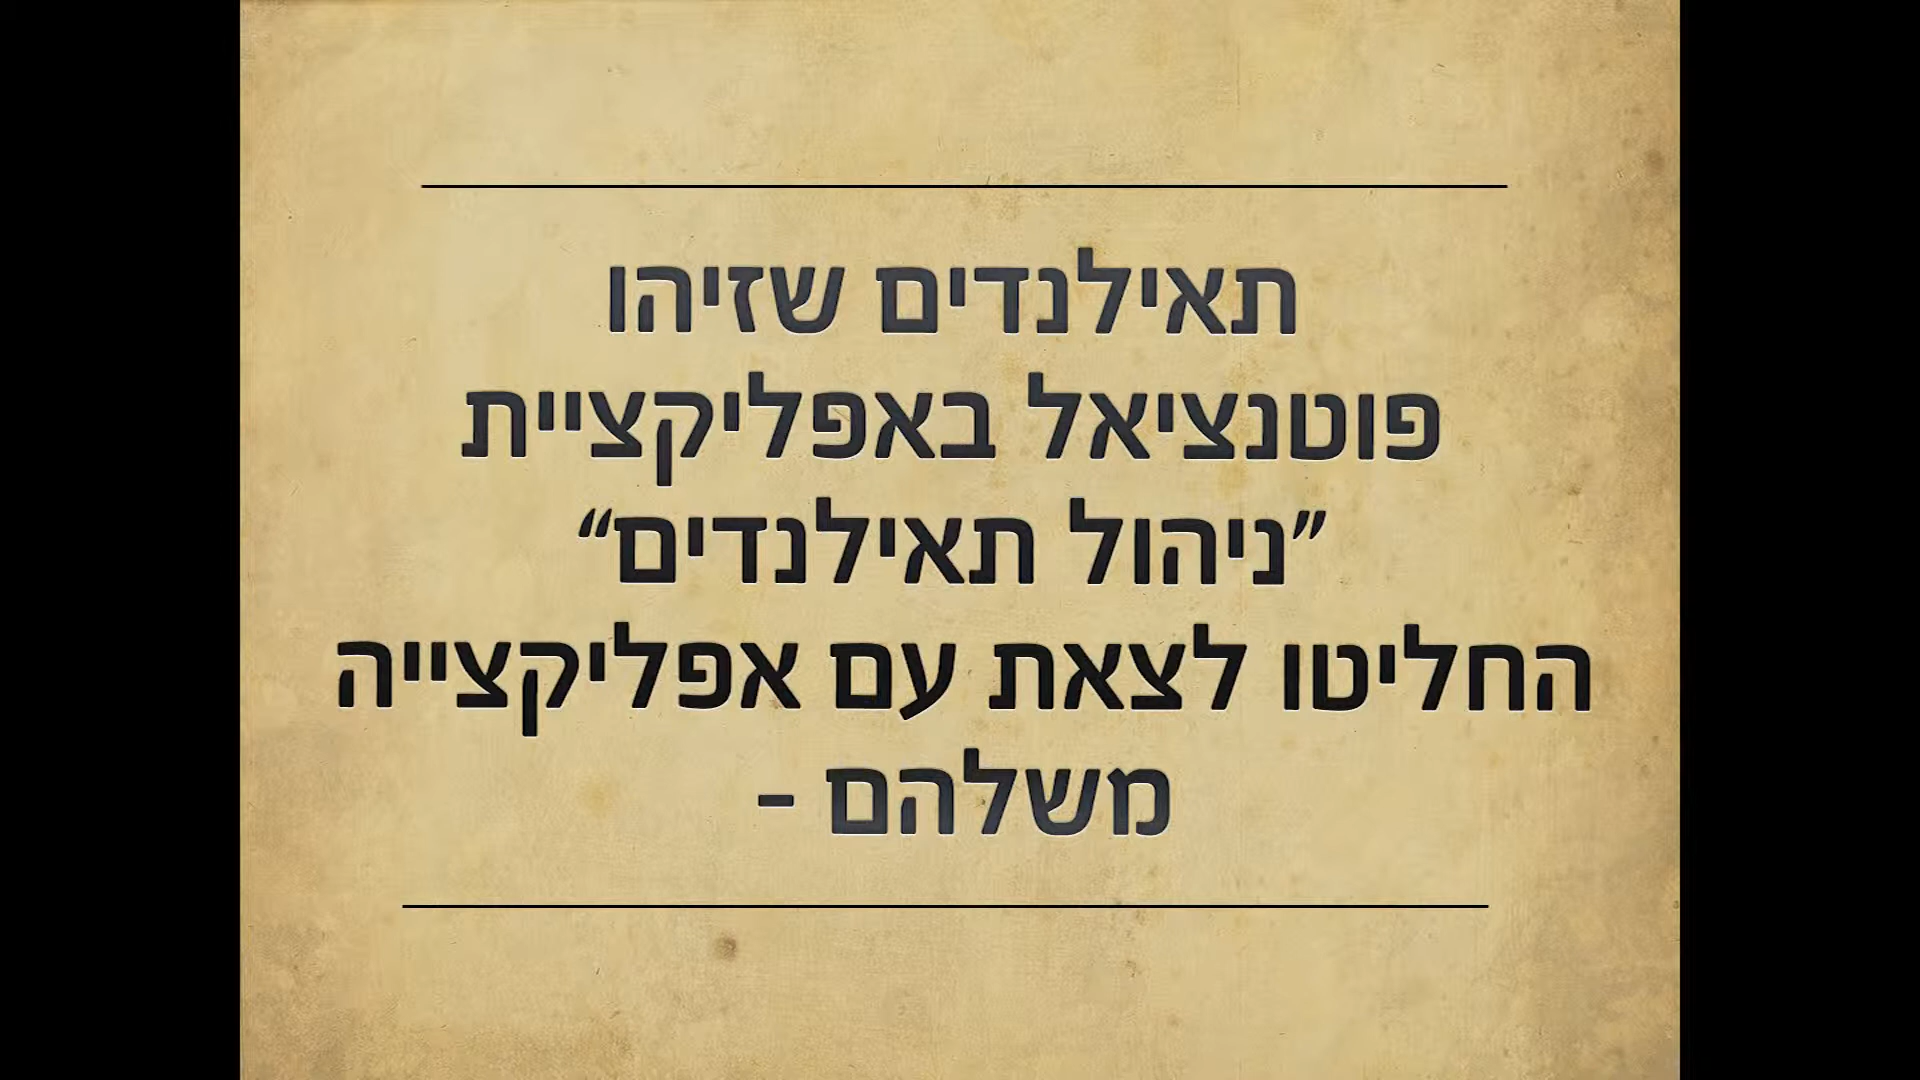 תאילנדים שזיהו
פוטנציאל באפליקציית
”ניהול תאילנדים“
החליטו לצאת עם אפליקצייה
משלהם -